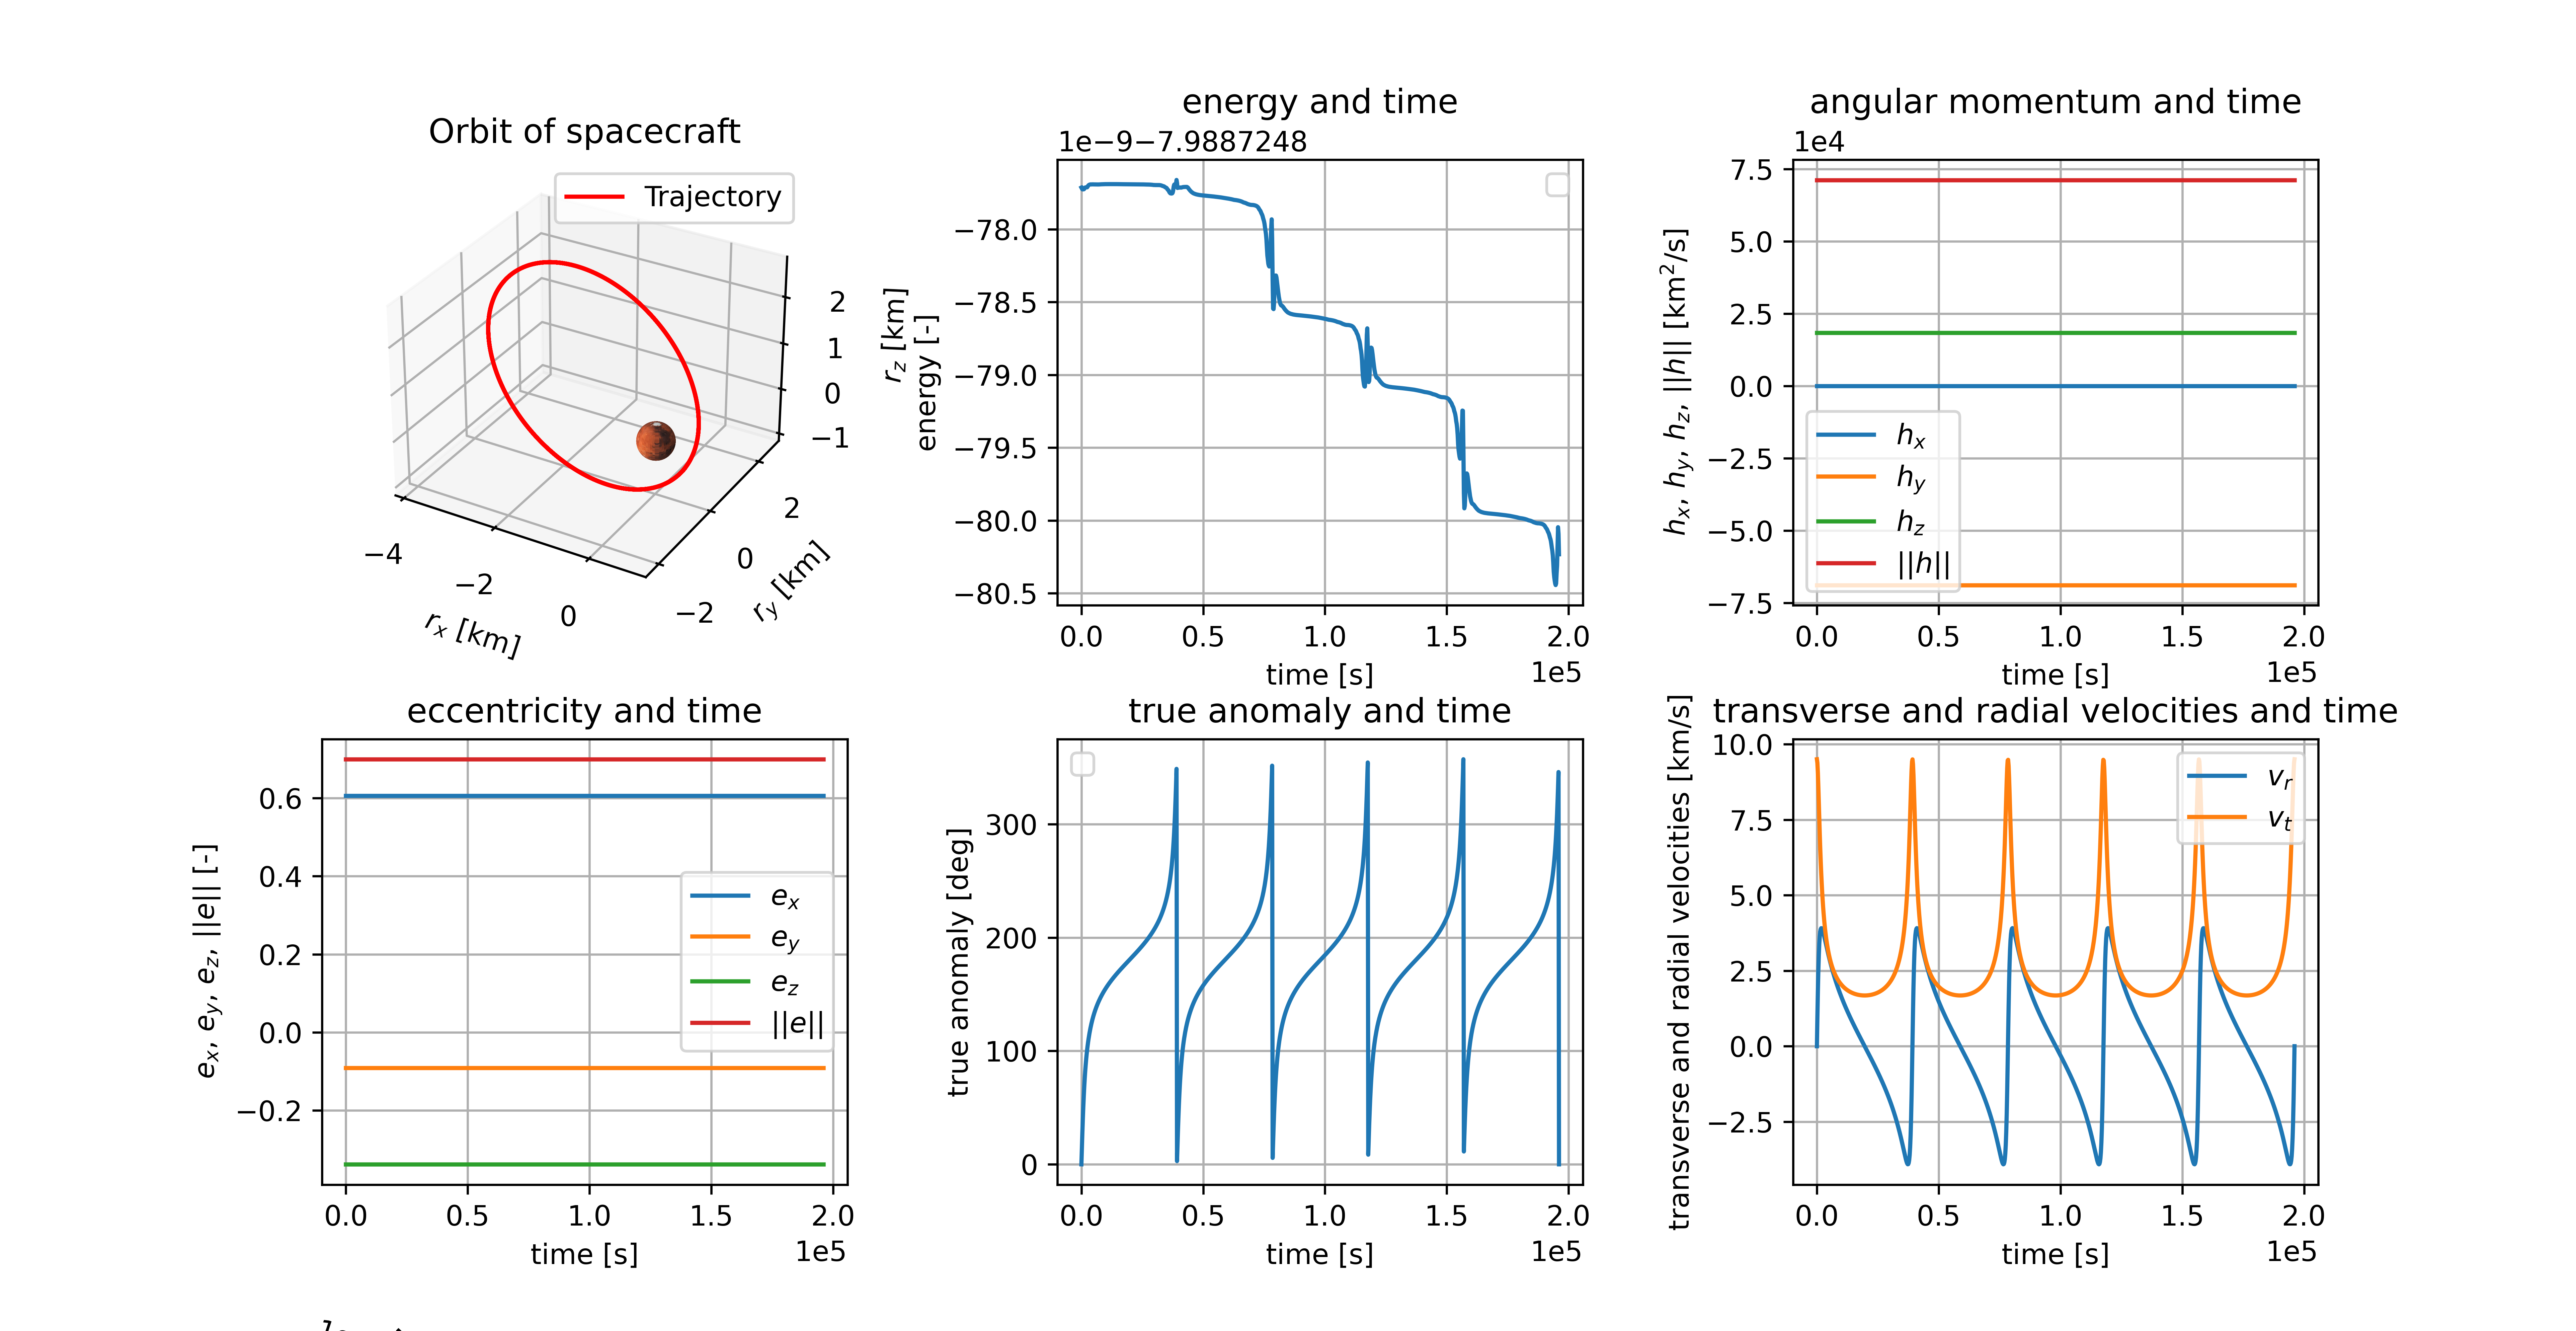 Orbit of spacecraft
Trajectory
2
1
0
−1
r_z [km]
−4
−2
0
r_x [km]
−2
0
2
r_y [km]
energy and time
1e−9−7.9887248
−78.0
−78.5
−79.0
−79.5
−80.0
−80.5
energy [-]
0.0 0.5 1.0 1.5 2.0
1e5
time [s]
angular momentum and time
1e4
7.5
5.0
2.5
0.0
−2.5
−5.0
−7.5
h_x, h_y, h_z, ||h|| [km²/s]
h_x
h_y
h_z
||h||
0.0 0.5 1.0 1.5 2.0
1e5
time [s]
eccentricity and time
0.6
0.4
0.2
0.0
−0.2
e_x, e_y, e_z, ||e|| [-]
e_x
e_y
e_z
||e||
0.0 0.5 1.0 1.5 2.0
1e5
time [s]
true anomaly and time
300
200
100
0
true anomaly [deg]
0.0 0.5 1.0 1.5 2.0
1e5
time [s]
transverse and radial velocities and time
10.0
7.5
5.0
2.5
0.0
−2.5
transverse and radial velocities [km/s]
v_r
v_t
0.0 0.5 1.0 1.5 2.0
1e5
time [s]